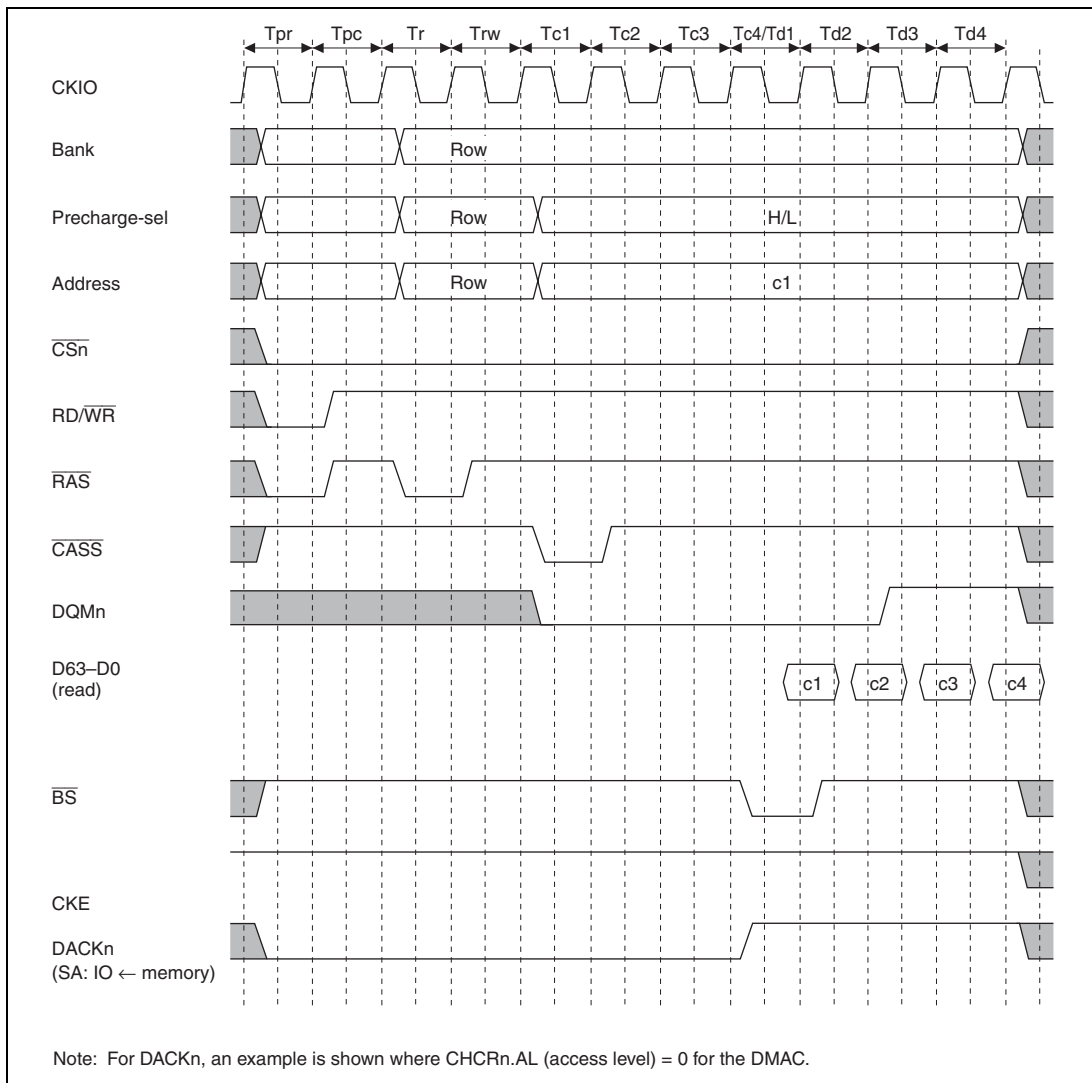 Tpr Tpc Tr Trw Tc1 Tc2 Tc3 Tc4/Td1 Td2 Td3 Td4
CKIO
Bank Row
Precharge-sel Row H/L
Address Row c1
CSn
RD/WR
RAS
CASS
DQMn
D63–D0
(read)
c1 c2 c3 c4
BS
CKE
DACKn
(SA: IO ← memory)
Note: For DACKn, an example is shown where CHCRn.AL (access level) = 0 for the DMAC.